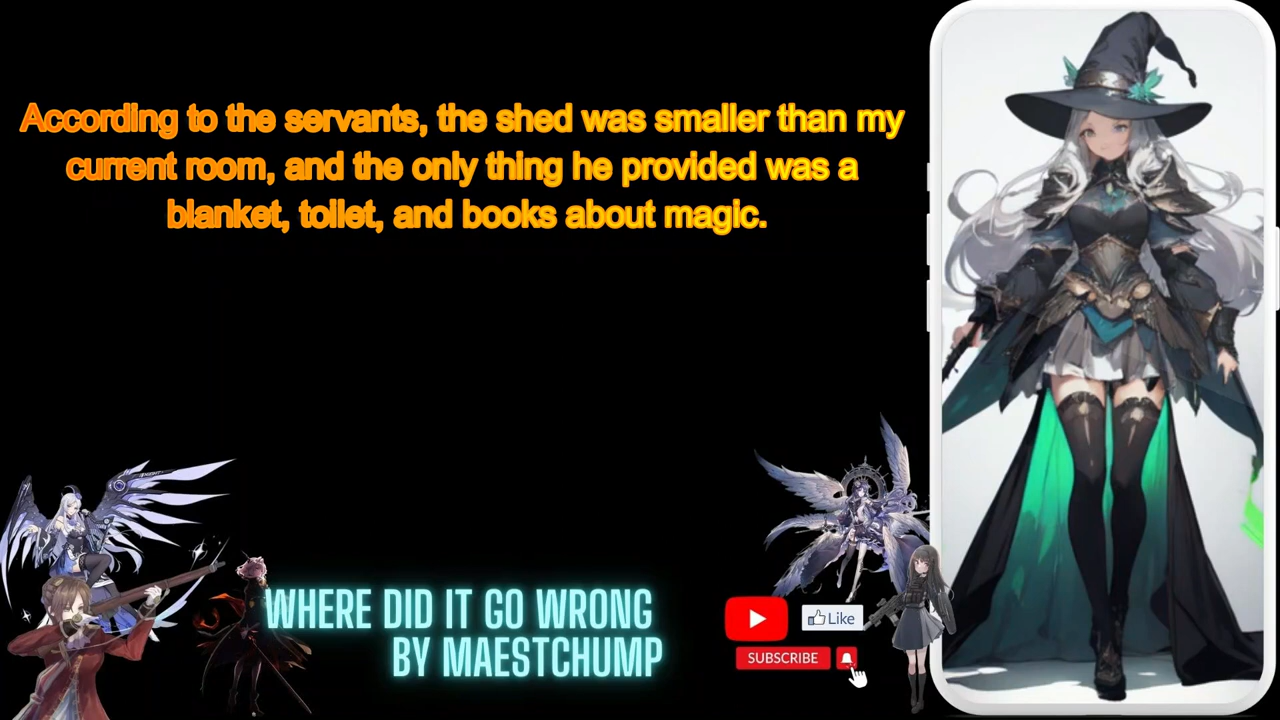 According to the servants, the shed was smaller than my
current room, and the only thing he provided was a
blanket, toilet, and books about magic.
WHERE DID IT GO WRONG
BY MAESTCHUMP
Like
SUBSCRIBE